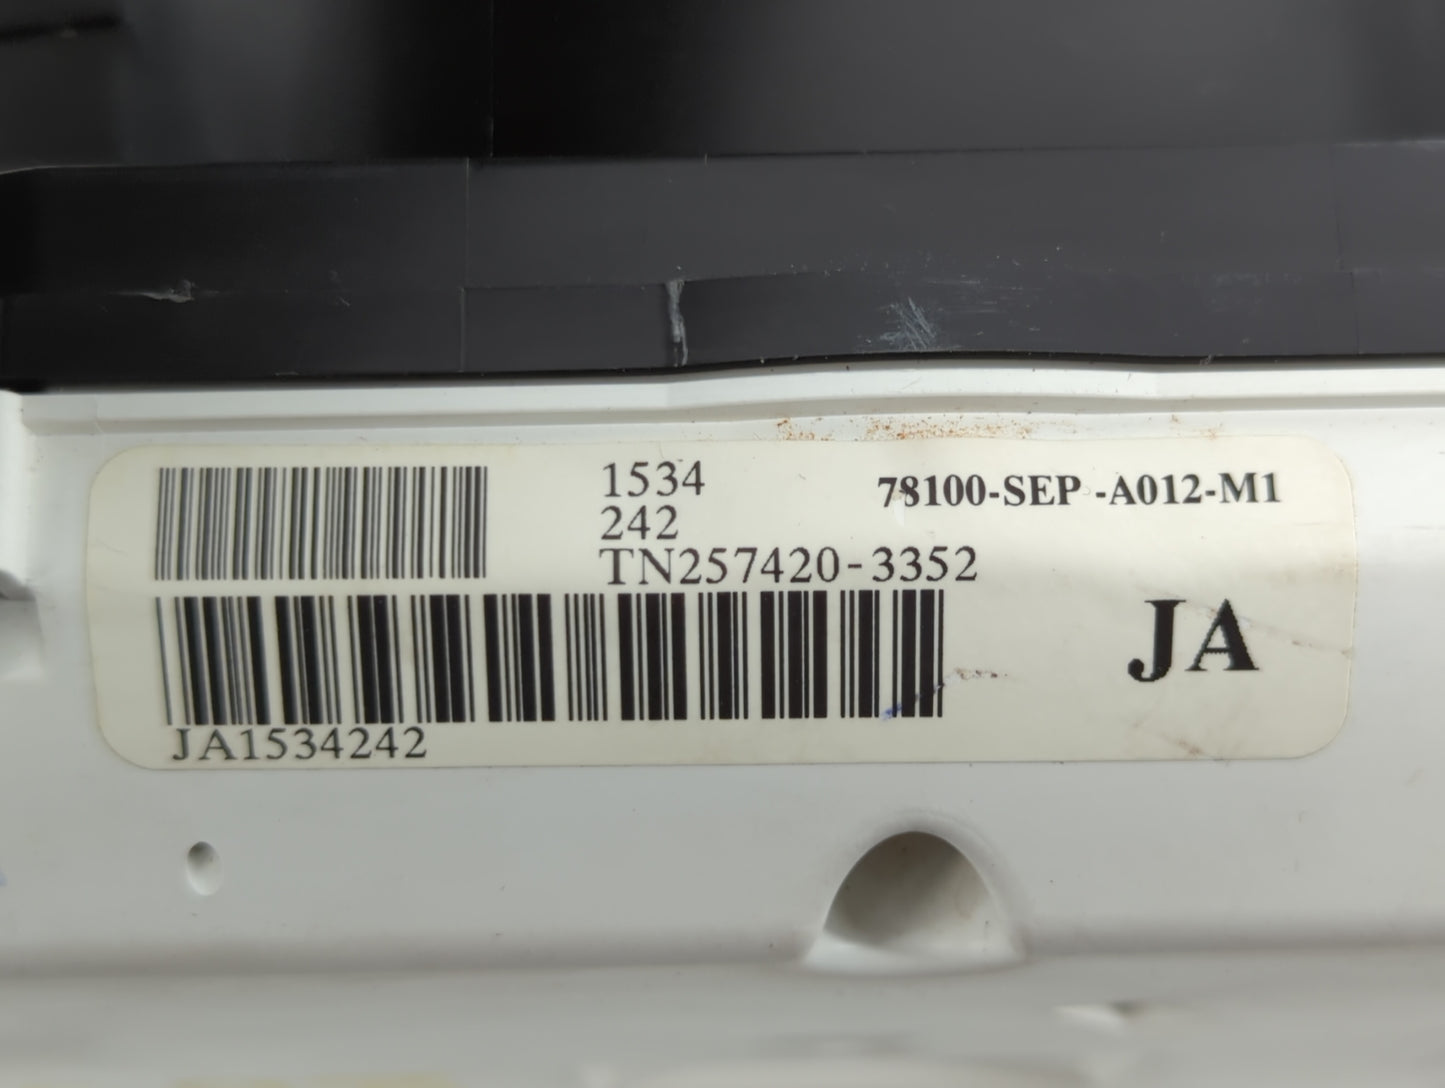 1534
242
TN257420-3352
78100-SEP -A012-M1
JA
JA1534242